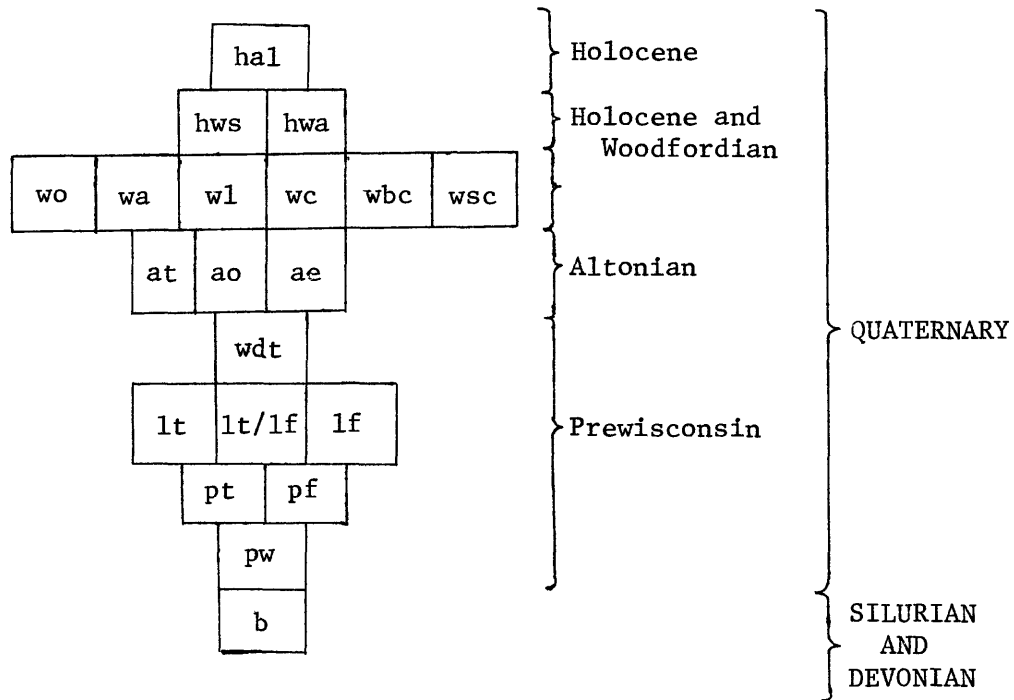 hal
Holocene
hws hwa
Holocene and
Woodfordian
wo wa wl wc wbc wsc
at ao ae
Altonian
wdt
QUATERNARY
lt lt/lf lf
Prewisconsin
pt pf
pw
b
SILURIAN
AND
DEVONIAN